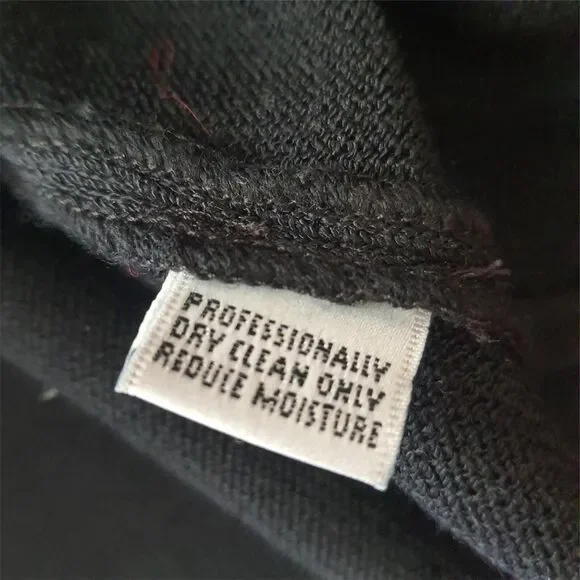 PROFESSIONALLY
DRY CLEAN ONLY
REDUCE MOISTURE